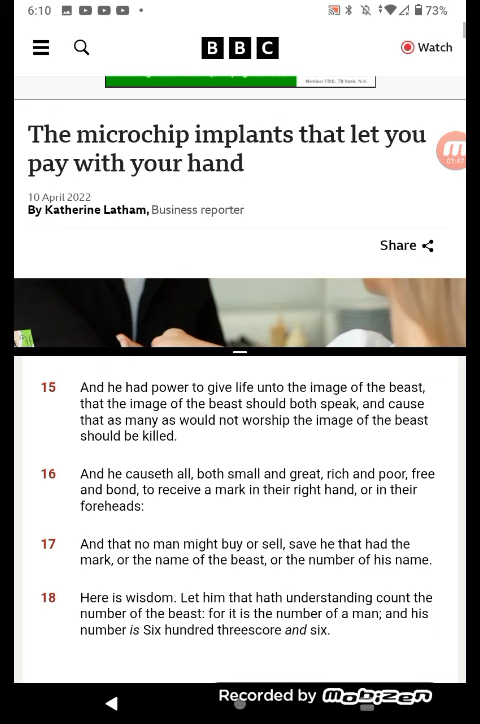 6:10
73%
BBC
Watch
The microchip implants that let you
pay with your hand
10 April 2022
By Katherine Latham, Business reporter
01:47
Share
15 And he had power to give life unto the image of the beast,
that the image of the beast should both speak, and cause
that as many as would not worship the image of the beast
should be killed.
16 And he causeth all, both small and great, rich and poor, free
and bond, to receive a mark in their right hand, or in their
foreheads:
17 And that no man might buy or sell, save he that had the
mark, or the name of the beast, or the number of his name.
18 Here is wisdom. Let him that hath understanding count the
number of the beast: for it is the number of a man; and his
number is Six hundred threescore and six.
Recorded by Mobizen